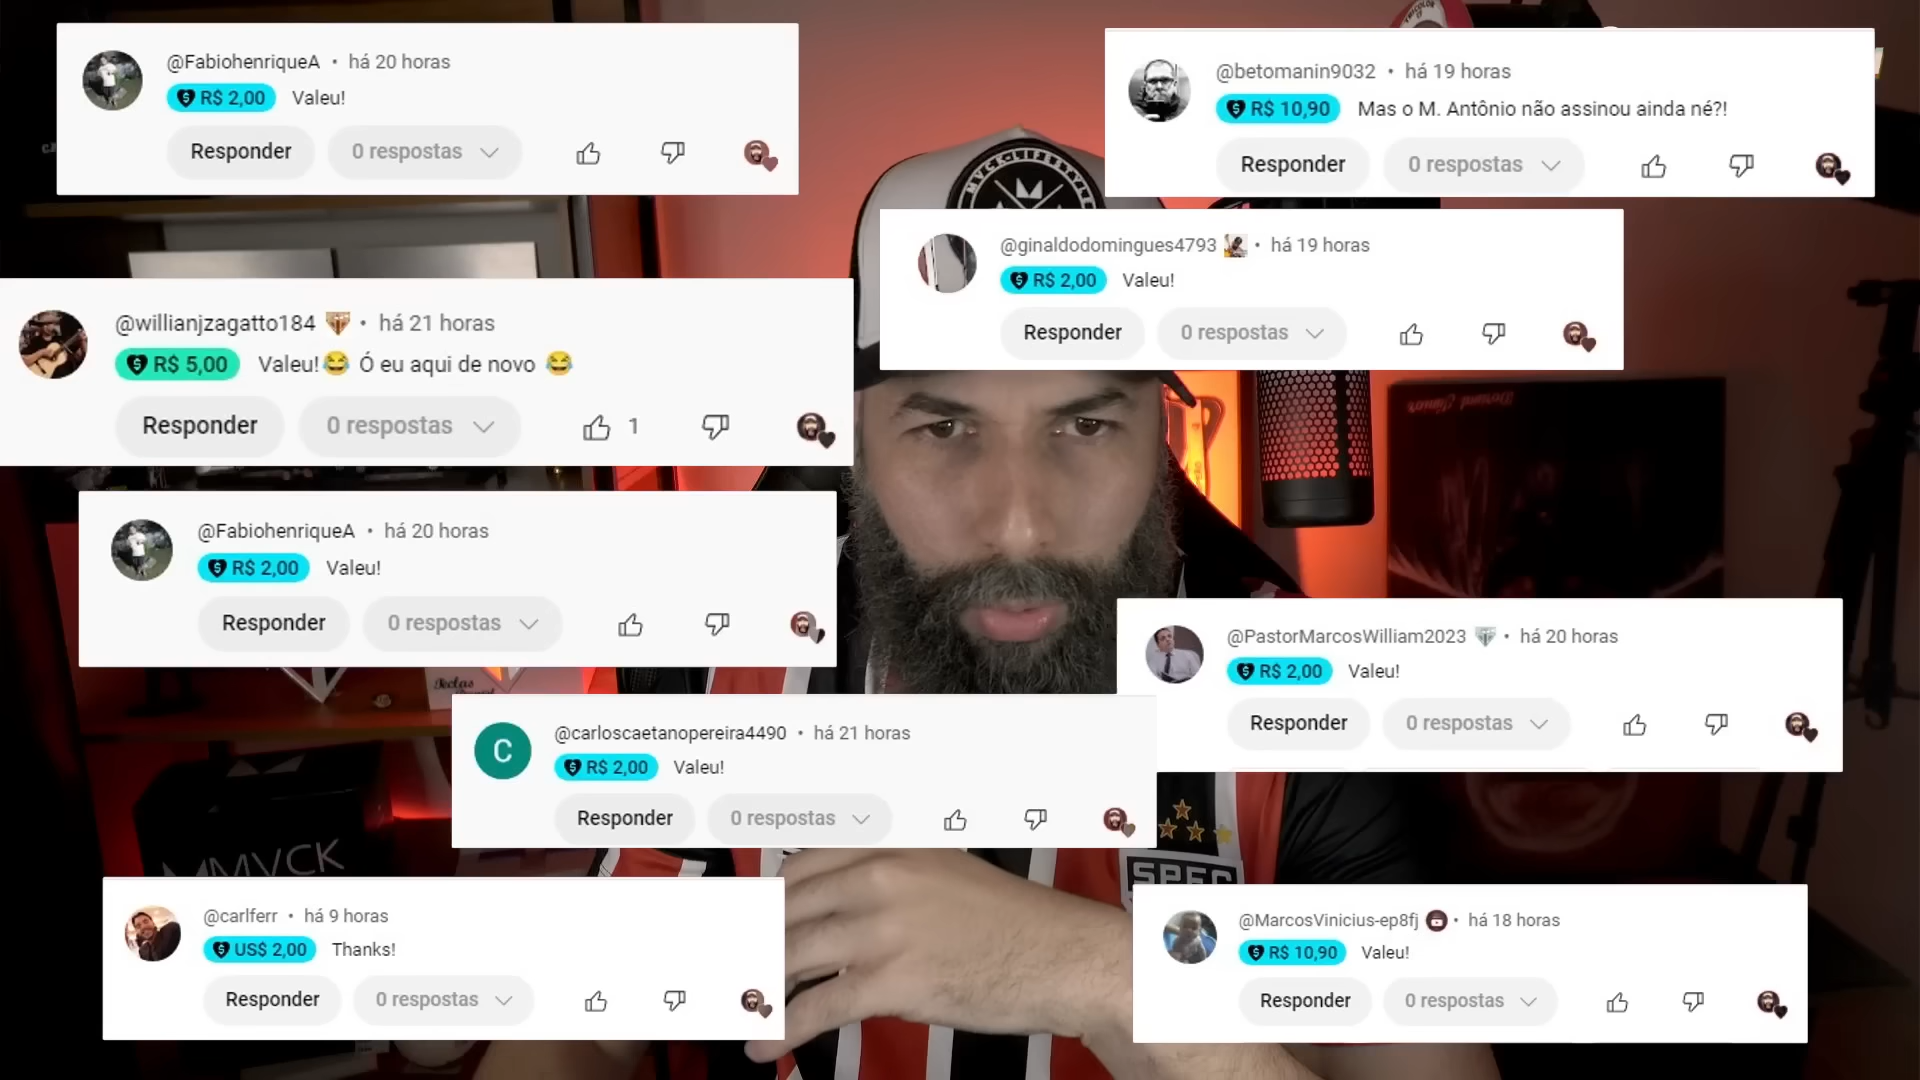 @FabiohenriqueA • há 20 horas
R$ 2,00 Valeu!
Responder 0 respostas
@betomanin9032 • há 19 horas
R$ 10,90 Mas o M. Antônio não assinou ainda né?!
Responder 0 respostas
TRICOLOR
MVCK•LIFESTYLE
@ginaldodomingues4793 • há 19 horas
R$ 2,00 Valeu!
Responder 0 respostas
@willianjzagatto184 • há 21 horas
R$ 5,00 Valeu!😂 Ó eu aqui de novo 😂
Responder 0 respostas 1
@FabiohenriqueA • há 20 horas
R$ 2,00 Valeu!
Responder 0 respostas
@PastorMarcosWilliam2023 • há 20 horas
R$ 2,00 Valeu!
Responder 0 respostas
C
@carloscaetanopereira4490 • há 21 horas
R$ 2,00 Valeu!
Responder 0 respostas
MVCK
SPFC
@carlferr • há 9 horas
US$ 2,00 Thanks!
Responder 0 respostas
@MarcosVinicius-ep8fj • há 18 horas
R$ 10,90 Valeu!
Responder 0 respostas